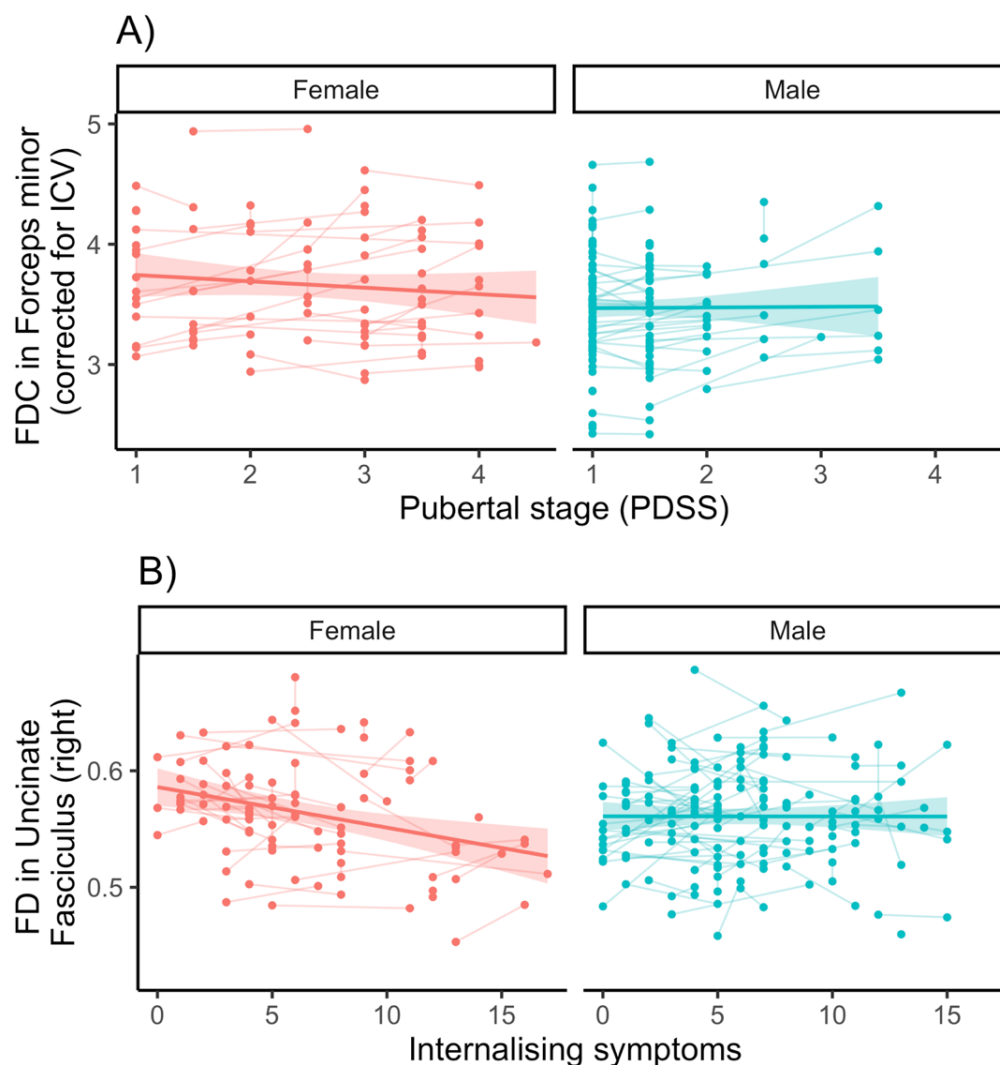 A)
Female Male
FDC in Forceps minor
(corrected for ICV)
5
4
3
1 2 3 4 1 2 3 4
Pubertal stage (PDSS)
B)
Female Male
FD in Uncinate
Fasciculus (right)
0.6
0.5
0 5 10 15 0 5 10 15
Internalising symptoms